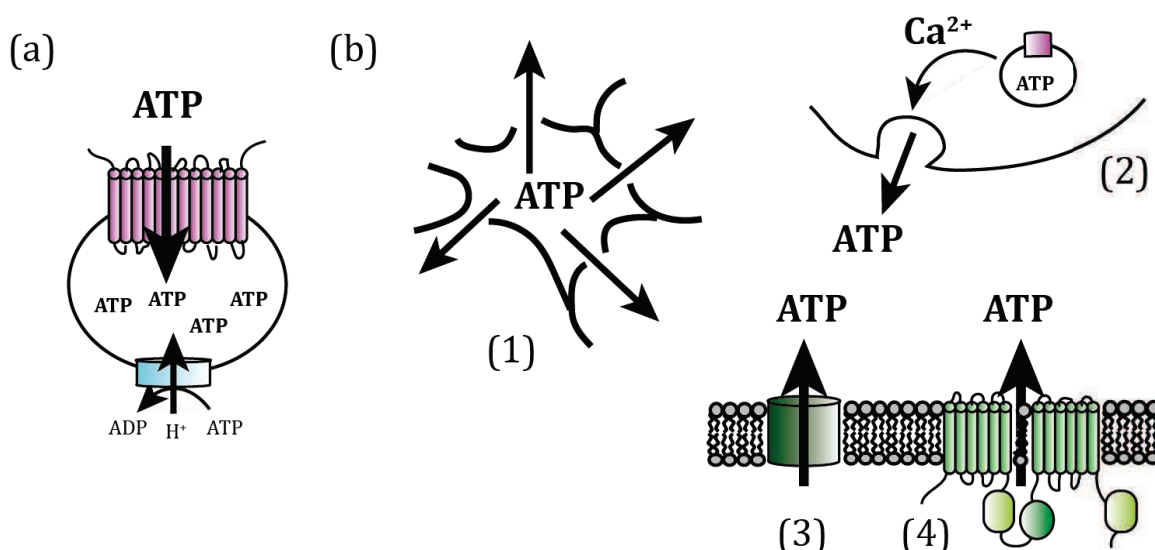 (a)
ATP
ATP
ATP
ATP
ATP
ADP
H⁺
ATP
(b)
ATP
(1)
Ca²⁺
ATP
ATP
(2)
ATP
(3)
ATP
(4)